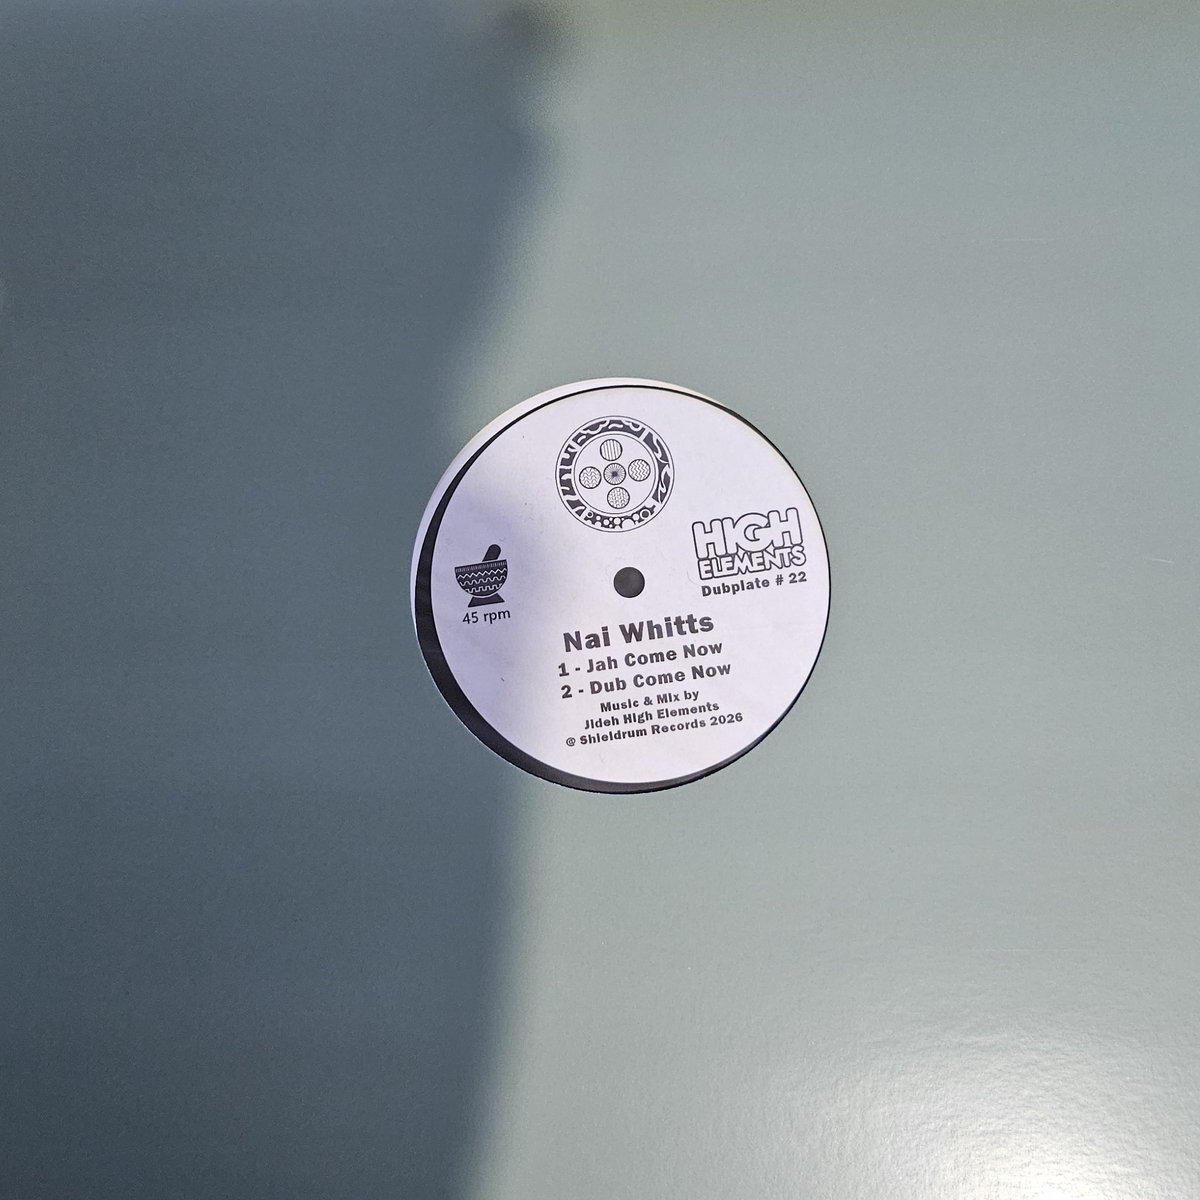 HIGH
ELEMENTS
Dubplate # 22
45 rpm
Nai Whitts
1 - Jah Come Now
2 - Dub Come Now
Music & Mix by
Jideh High Elements
@ Shieldrum Records 2026